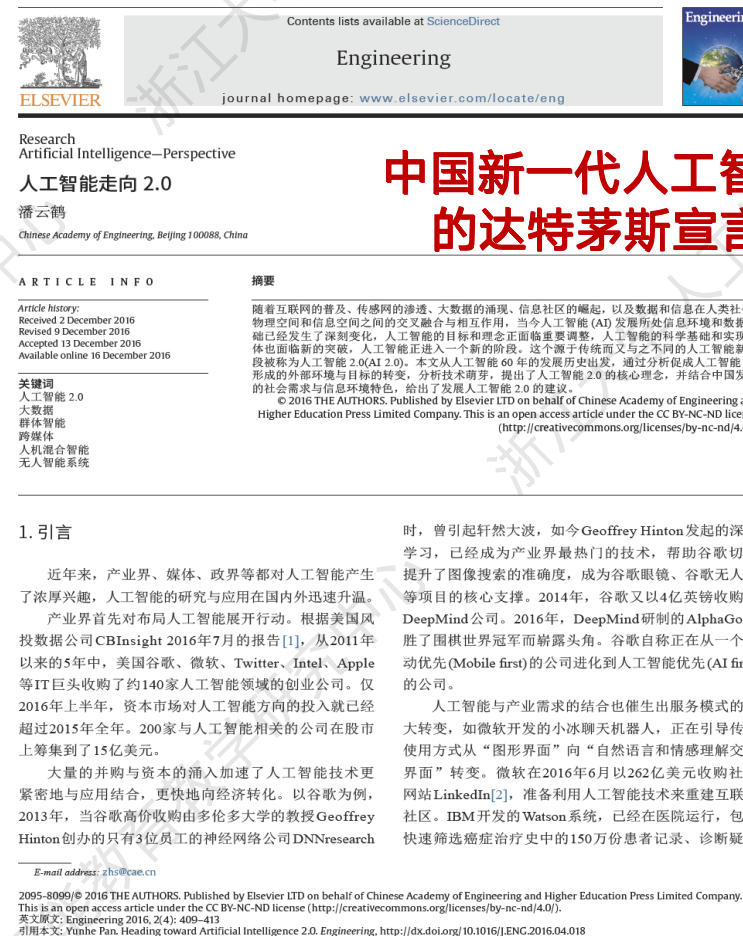 Contents lists available at ScienceDirect
Engineering
journal homepage: www.elsevier.com/locate/eng
ELSEVIER
Engineerin
Research
Artificial Intelligence—Perspective
人工智能走向 2.0
潘云鹤
Chinese Academy of Engineering, Beijing 100088, China
中国新一代人工智
的达特茅斯宣言
ARTICLE INFO
Article history:
Received 2 December 2016
Revised 9 December 2016
Accepted 13 December 2016
Available online 16 December 2016
关键词
人工智能 2.0
大数据
群体智能
跨媒体
人机混合智能
无人智能系统
摘要
随着互联网的普及、传感网的渗透、大数据的涌现、信息社区的崛起，以及数据和信息在人类社
物理空间和信息空间之间的交叉融合与相互作用，当今人工智能 (AI) 发展所处信息环境和数据
础已经发生了深刻变化，人工智能的目标和理念正面临重要调整，人工智能的科学基础和实现
体也面临新的突破，人工智能正进入一个新的阶段。这个源于传统而又与之不同的人工智能新
段被称为人工智能 2.0(AI 2.0)。本文从人工智能 60 年的发展历史出发，通过分析促成人工智能
形成的外部环境与目标的转变，分析技术萌芽，提出了人工智能 2.0 的核心理念，并结合中国发
的社会需求与信息环境特色，给出了发展人工智能 2.0 的建议。
© 2016 THE AUTHORS. Published by Elsevier LTD on behalf of Chinese Academy of Engineering a
Higher Education Press Limited Company. This is an open access article under the CC BY-NC-ND licen
(http://creativecommons.org/licenses/by-nc-nd/4.0
1. 引言
近年来，产业界、媒体、政界等都对人工智能产生
了浓厚兴趣，人工智能的研究与应用在国内外迅速升温。
产业界首先对布局人工智能展开行动。根据美国风
投数据公司CBInsight 2016年7月的报告[1]，从2011年
以来的5年中，美国谷歌、微软、Twitter、Intel、Apple
等IT巨头收购了约140家人工智能领域的创业公司。仅
2016年上半年，资本市场对人工智能方向的投入就已经
超过2015年全年。200家与人工智能相关的公司在股市
上筹集到了15亿美元。
大量的并购与资本的涌入加速了人工智能技术更
紧密地与应用结合，更快地向经济转化。以谷歌为例，
2013年，当谷歌高价收购由多伦多大学的教授Geoffrey
Hinton创办的只有3位员工的神经网络公司DNNresearch
时，曾引起轩然大波，如今Geoffrey Hinton发起的深
学习，已经成为产业界最热门的技术，帮助谷歌切
提升了图像搜索的准确度，成为谷歌眼镜、谷歌无人
等项目的核心支撑。2014年，谷歌又以4亿英镑收购
DeepMind公司。2016年，DeepMind研制的AlphaGo
胜了围棋世界冠军而崭露头角。谷歌自称正在从一个
动优先(Mobile first)的公司进化到人工智能优先(AI fir
的公司。
人工智能与产业需求的结合也催生出服务模式的
大转变，如微软开发的小冰聊天机器人，正在引导传
使用方式从“图形界面”向“自然语言和情感理解交
界面”转变。微软在2016年6月以262亿美元收购社
网站LinkedIn[2]，准备利用人工智能技术来重建互联
社区。IBM开发的Watson系统，已经在医院运行，包
快速筛选癌症治疗史中的150万份患者记录、诊断疑
E-mail address: zhs@cae.cn
2095-8099/© 2016 THE AUTHORS. Published by Elsevier LTD on behalf of Chinese Academy of Engineering and Higher Education Press Limited Company.
This is an open access article under the CC BY-NC-ND license (http://creativecommons.org/licenses/by-nc-nd/4.0/).
英文原文: Engineering 2016, 2(4): 409–413
引用本文: Yunhe Pan. Heading toward Artificial Intelligence 2.0. Engineering, http://dx.doi.org/10.1016/J.ENG.2016.04.018